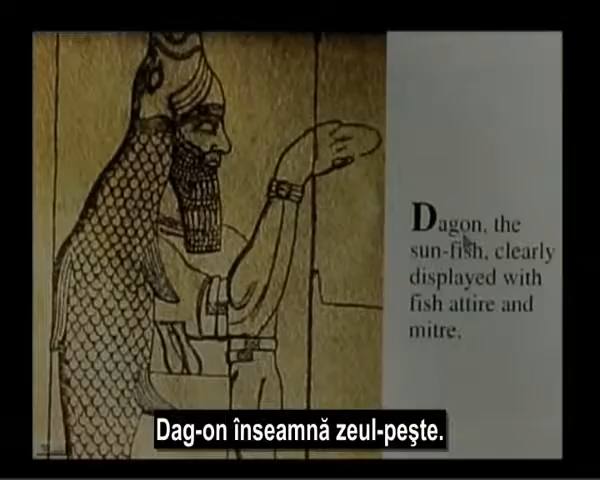 Dagon, the
sun-fish, clearly
displayed with
fish attire and
mitre.
Dag-on înseamnă zeul-peşte.